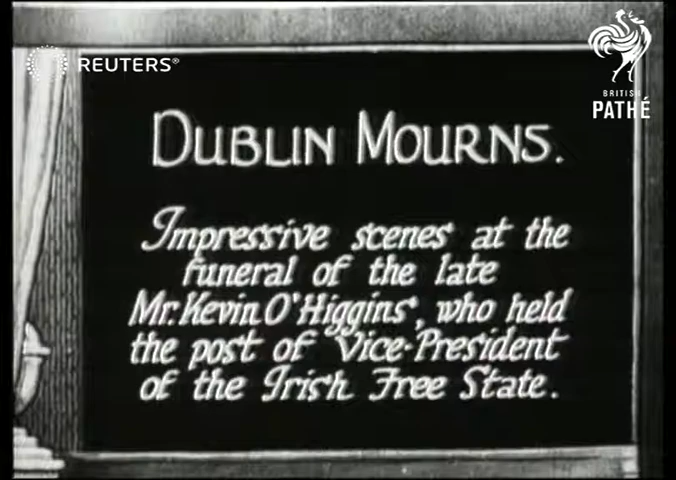 REUTERS®
BRITISH
PATHÉ
DUBLIN MOURNS.
Impressive scenes at the
funeral of the late
Mr. Kevin O'Higgins, who held
the post of Vice-President
of the Irish Free State.